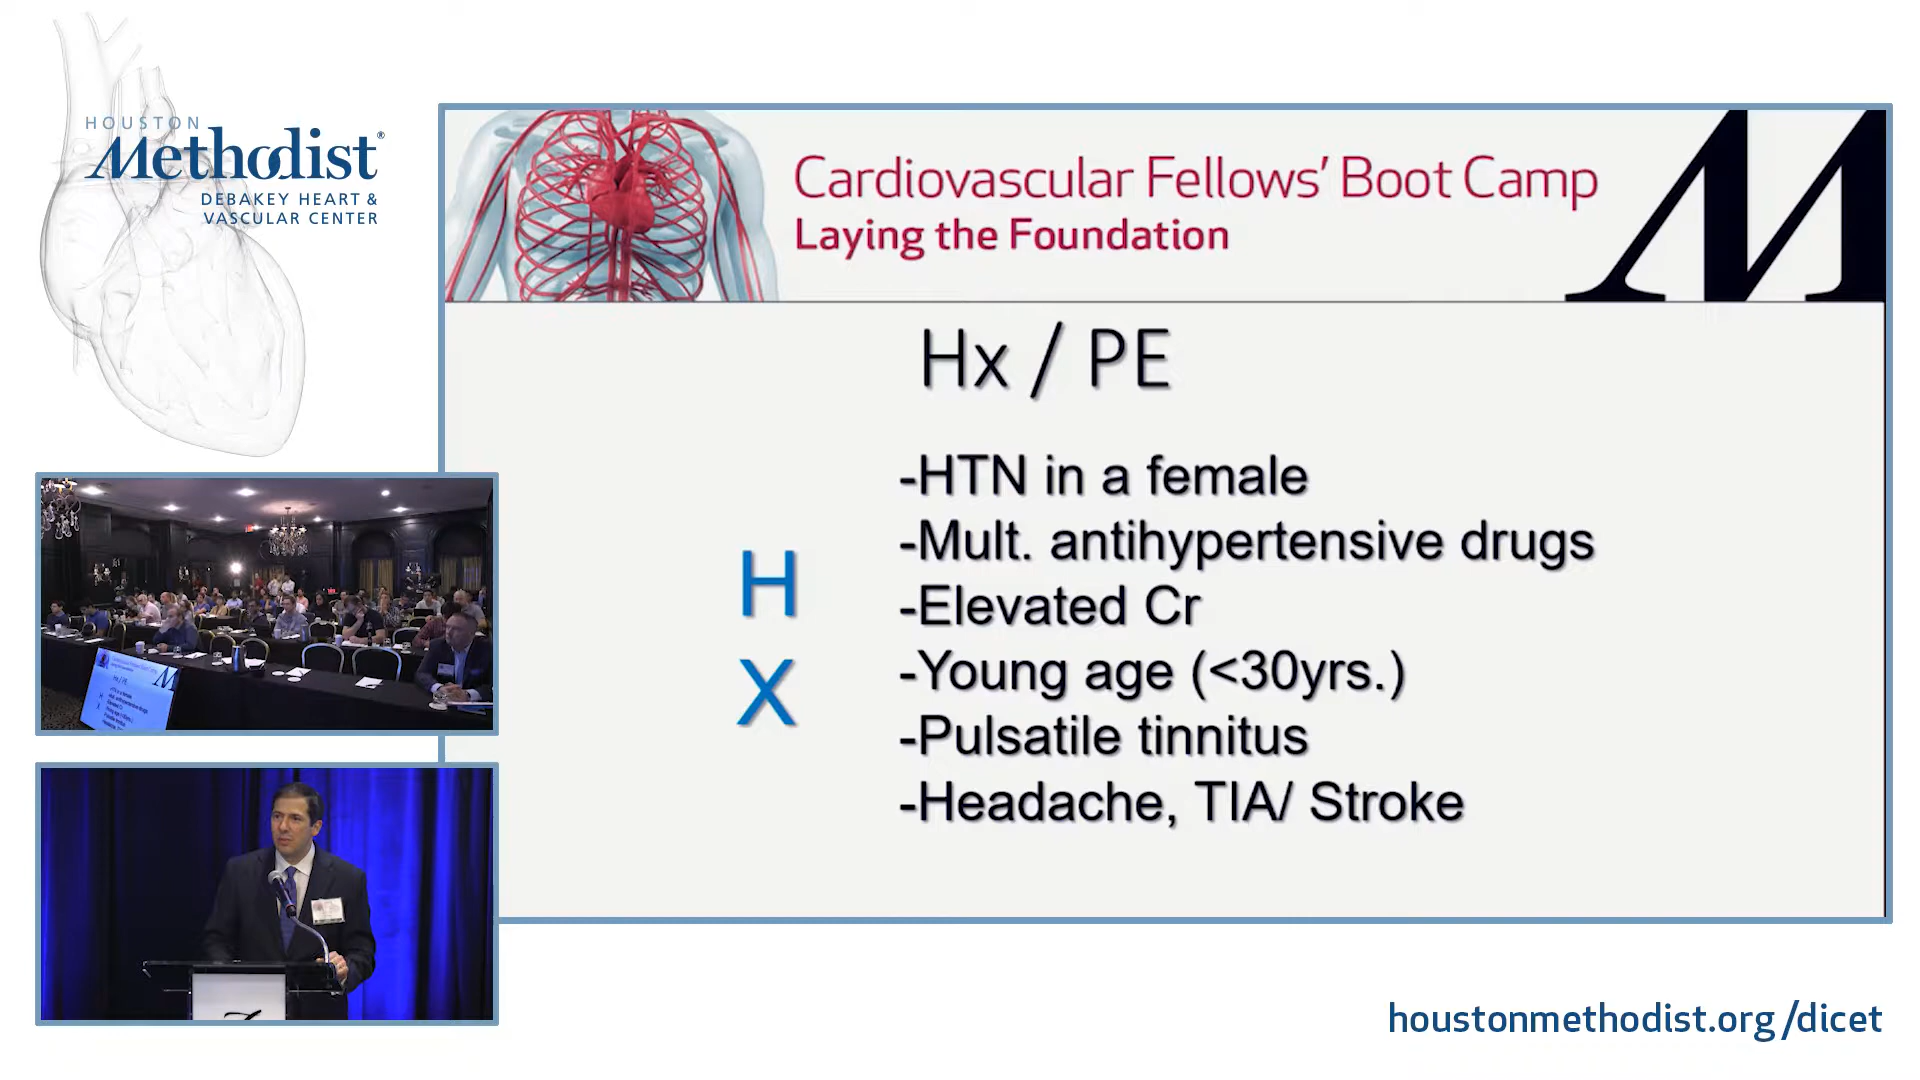 HOUSTON
Methodist®
DEBAKEY HEART &
VASCULAR CENTER
Cardiovascular Fellows’ Boot Camp
Laying the Foundation
M
Hx / PE
H
X
-HTN in a female
-Mult. antihypertensive drugs
-Elevated Cr
-Young age (<30yrs.)
-Pulsatile tinnitus
-Headache, TIA/ Stroke
houstonmethodist.org/dicet